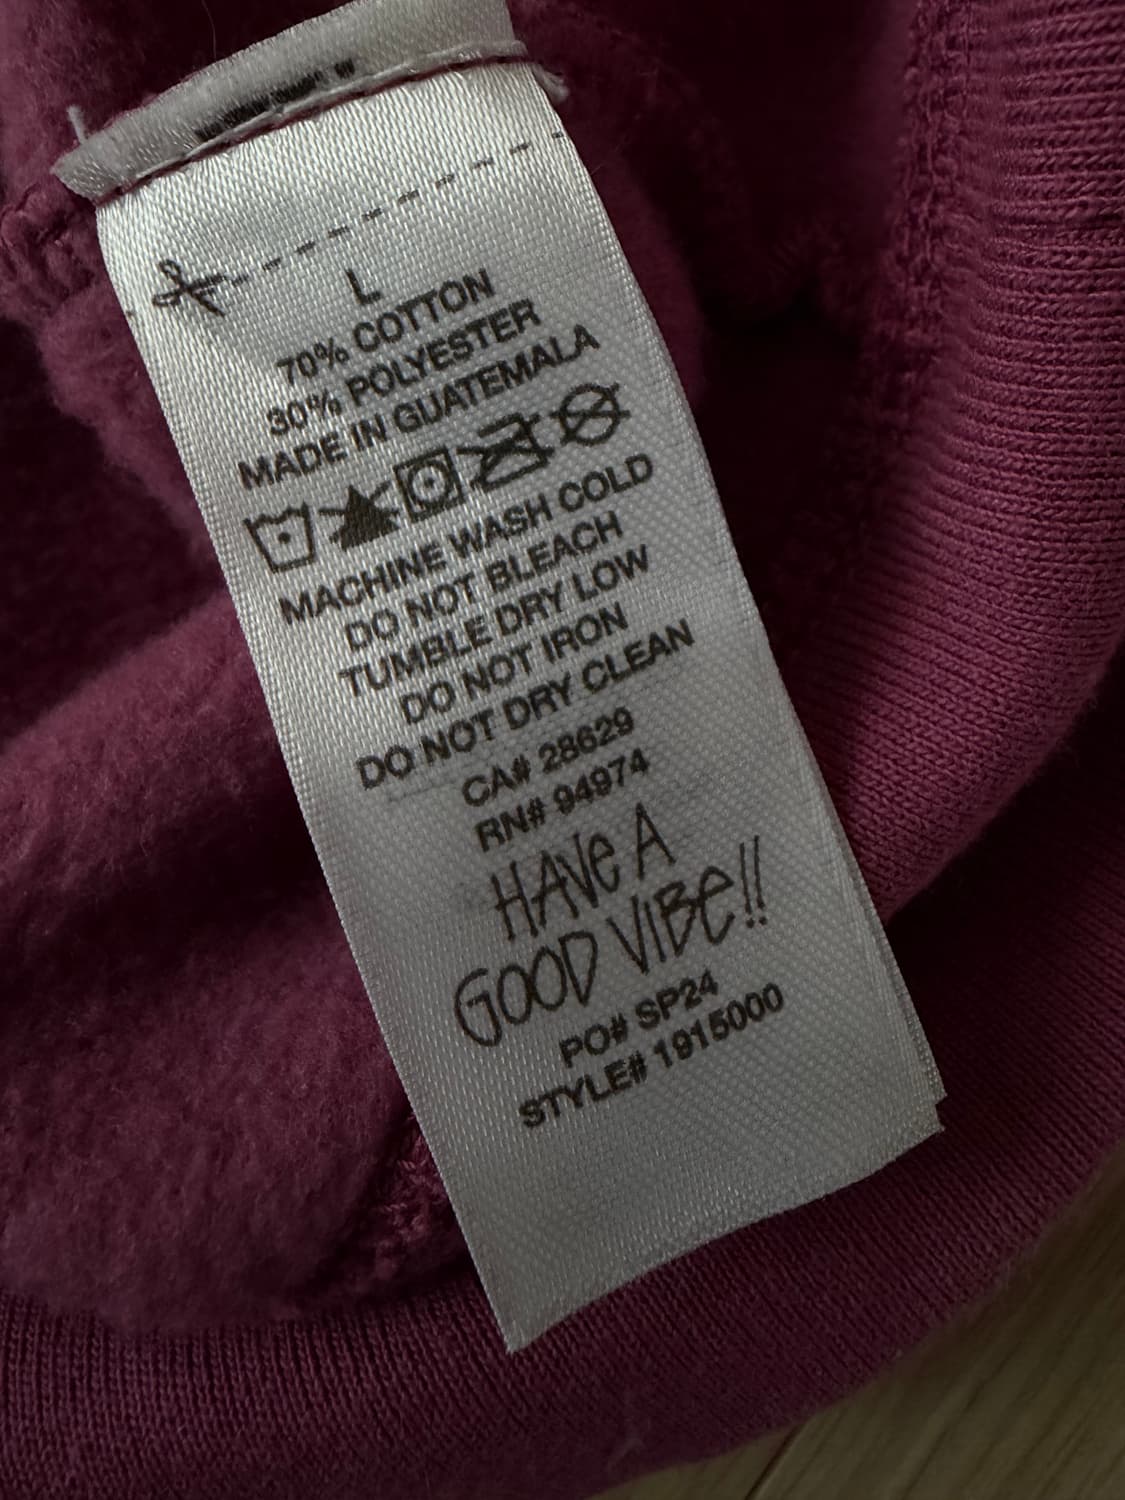 L
70% COTTON
30% POLYESTER
MADE IN GUATEMALA
MACHINE WASH COLD
DO NOT BLEACH
TUMBLE DRY LOW
DO NOT IRON
DO NOT DRY CLEAN
CA# 28629
RN# 94974
HAVE A
GOOD VIBE!!
PO# SP24
STYLE# 1915000